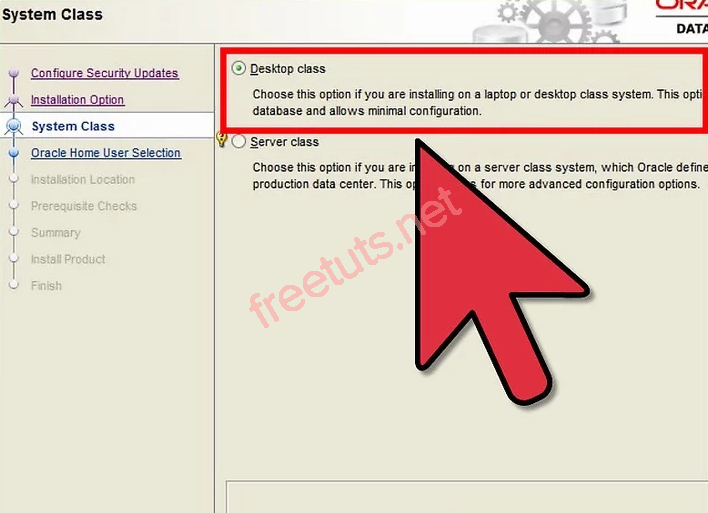 System Class
ORA
DATA
Configure Security Updates
Installation Option
System Class
Oracle Home User Selection
Installation Location
Prerequisite Checks
Summary
Install Product
Finish
Desktop class
Choose this option if you are installing on a laptop or desktop class system. This opti
database and allows minimal configuration.
Server class
Choose this option if you are in on a server class system, which Oracle define
production data center. This op s for more advanced configuration options.
freetuts.net